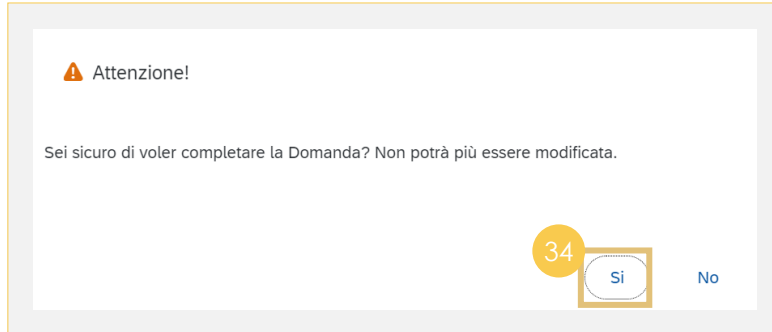 Attenzione!
Sei sicuro di voler completare la Domanda? Non potrà più essere modificata.
34
Si No